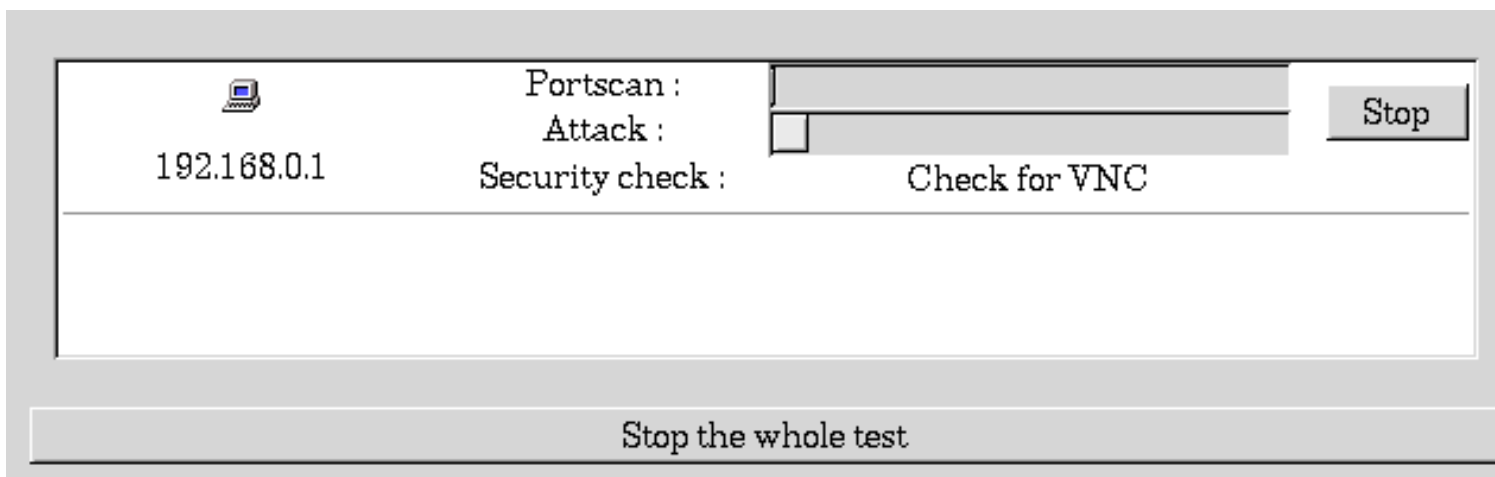 Portscan :
Attack :
Stop
192.168.0.1
Security check :
Check for VNC
Stop the whole test